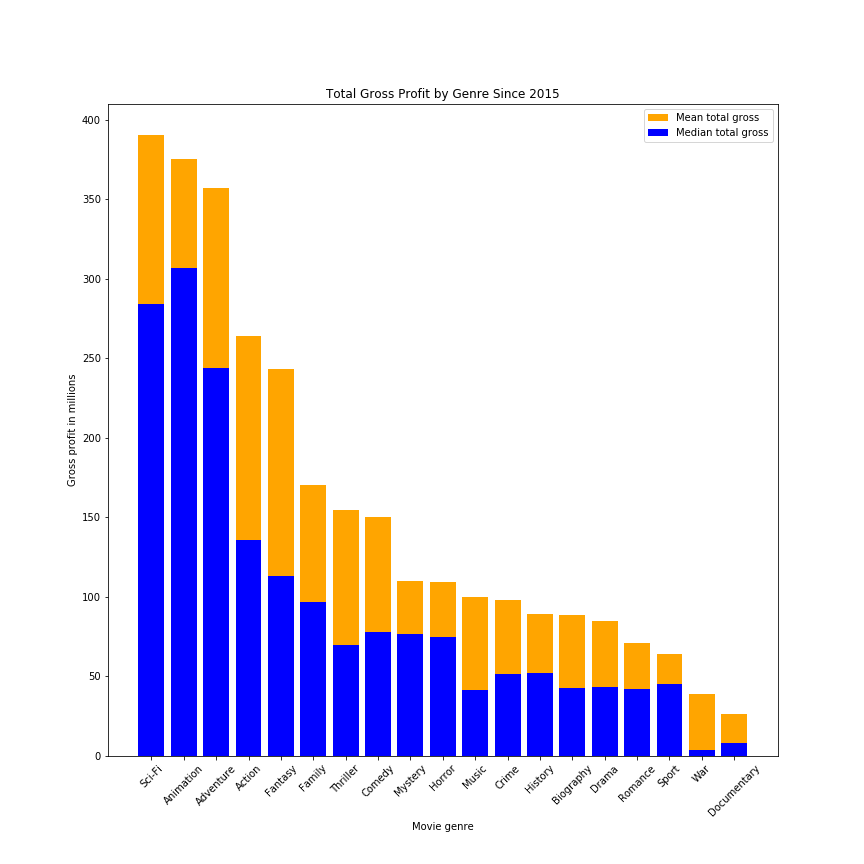 Total Gross Profit by Genre Since 2015
Mean total gross
Median total gross
Gross profit in millions
400
350
300
250
200
150
100
50
0
Sci-Fi
Animation
Adventure
Action
Fantasy
Family
Thriller
Comedy
Mystery
Horror
Music
Crime
History
Biography
Drama
Romance
Sport
War
Documentary
Movie genre